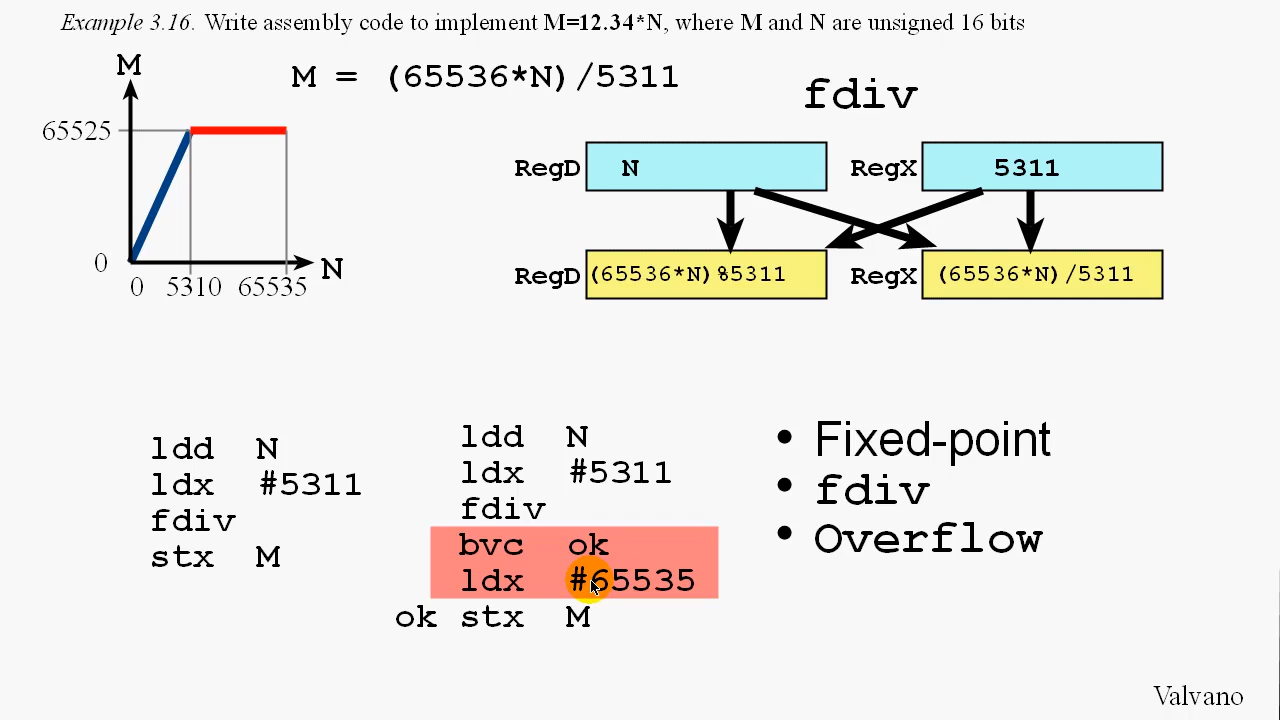 Example 3.16. Write assembly code to implement M=12.34*N, where M and N are unsigned 16 bits
M
M = (65536*N)/5311
65525
0
0 5310 65535
N
fdiv
RegD N RegX 5311
RegD (65536*N)%5311 RegX (65536*N)/5311
ldd N
ldx #5311
fdiv
stx M
ldd N
ldx #5311
fdiv
bvc ok
ldx #65535
ok stx M
• Fixed-point
• fdiv
• Overflow
Valvano